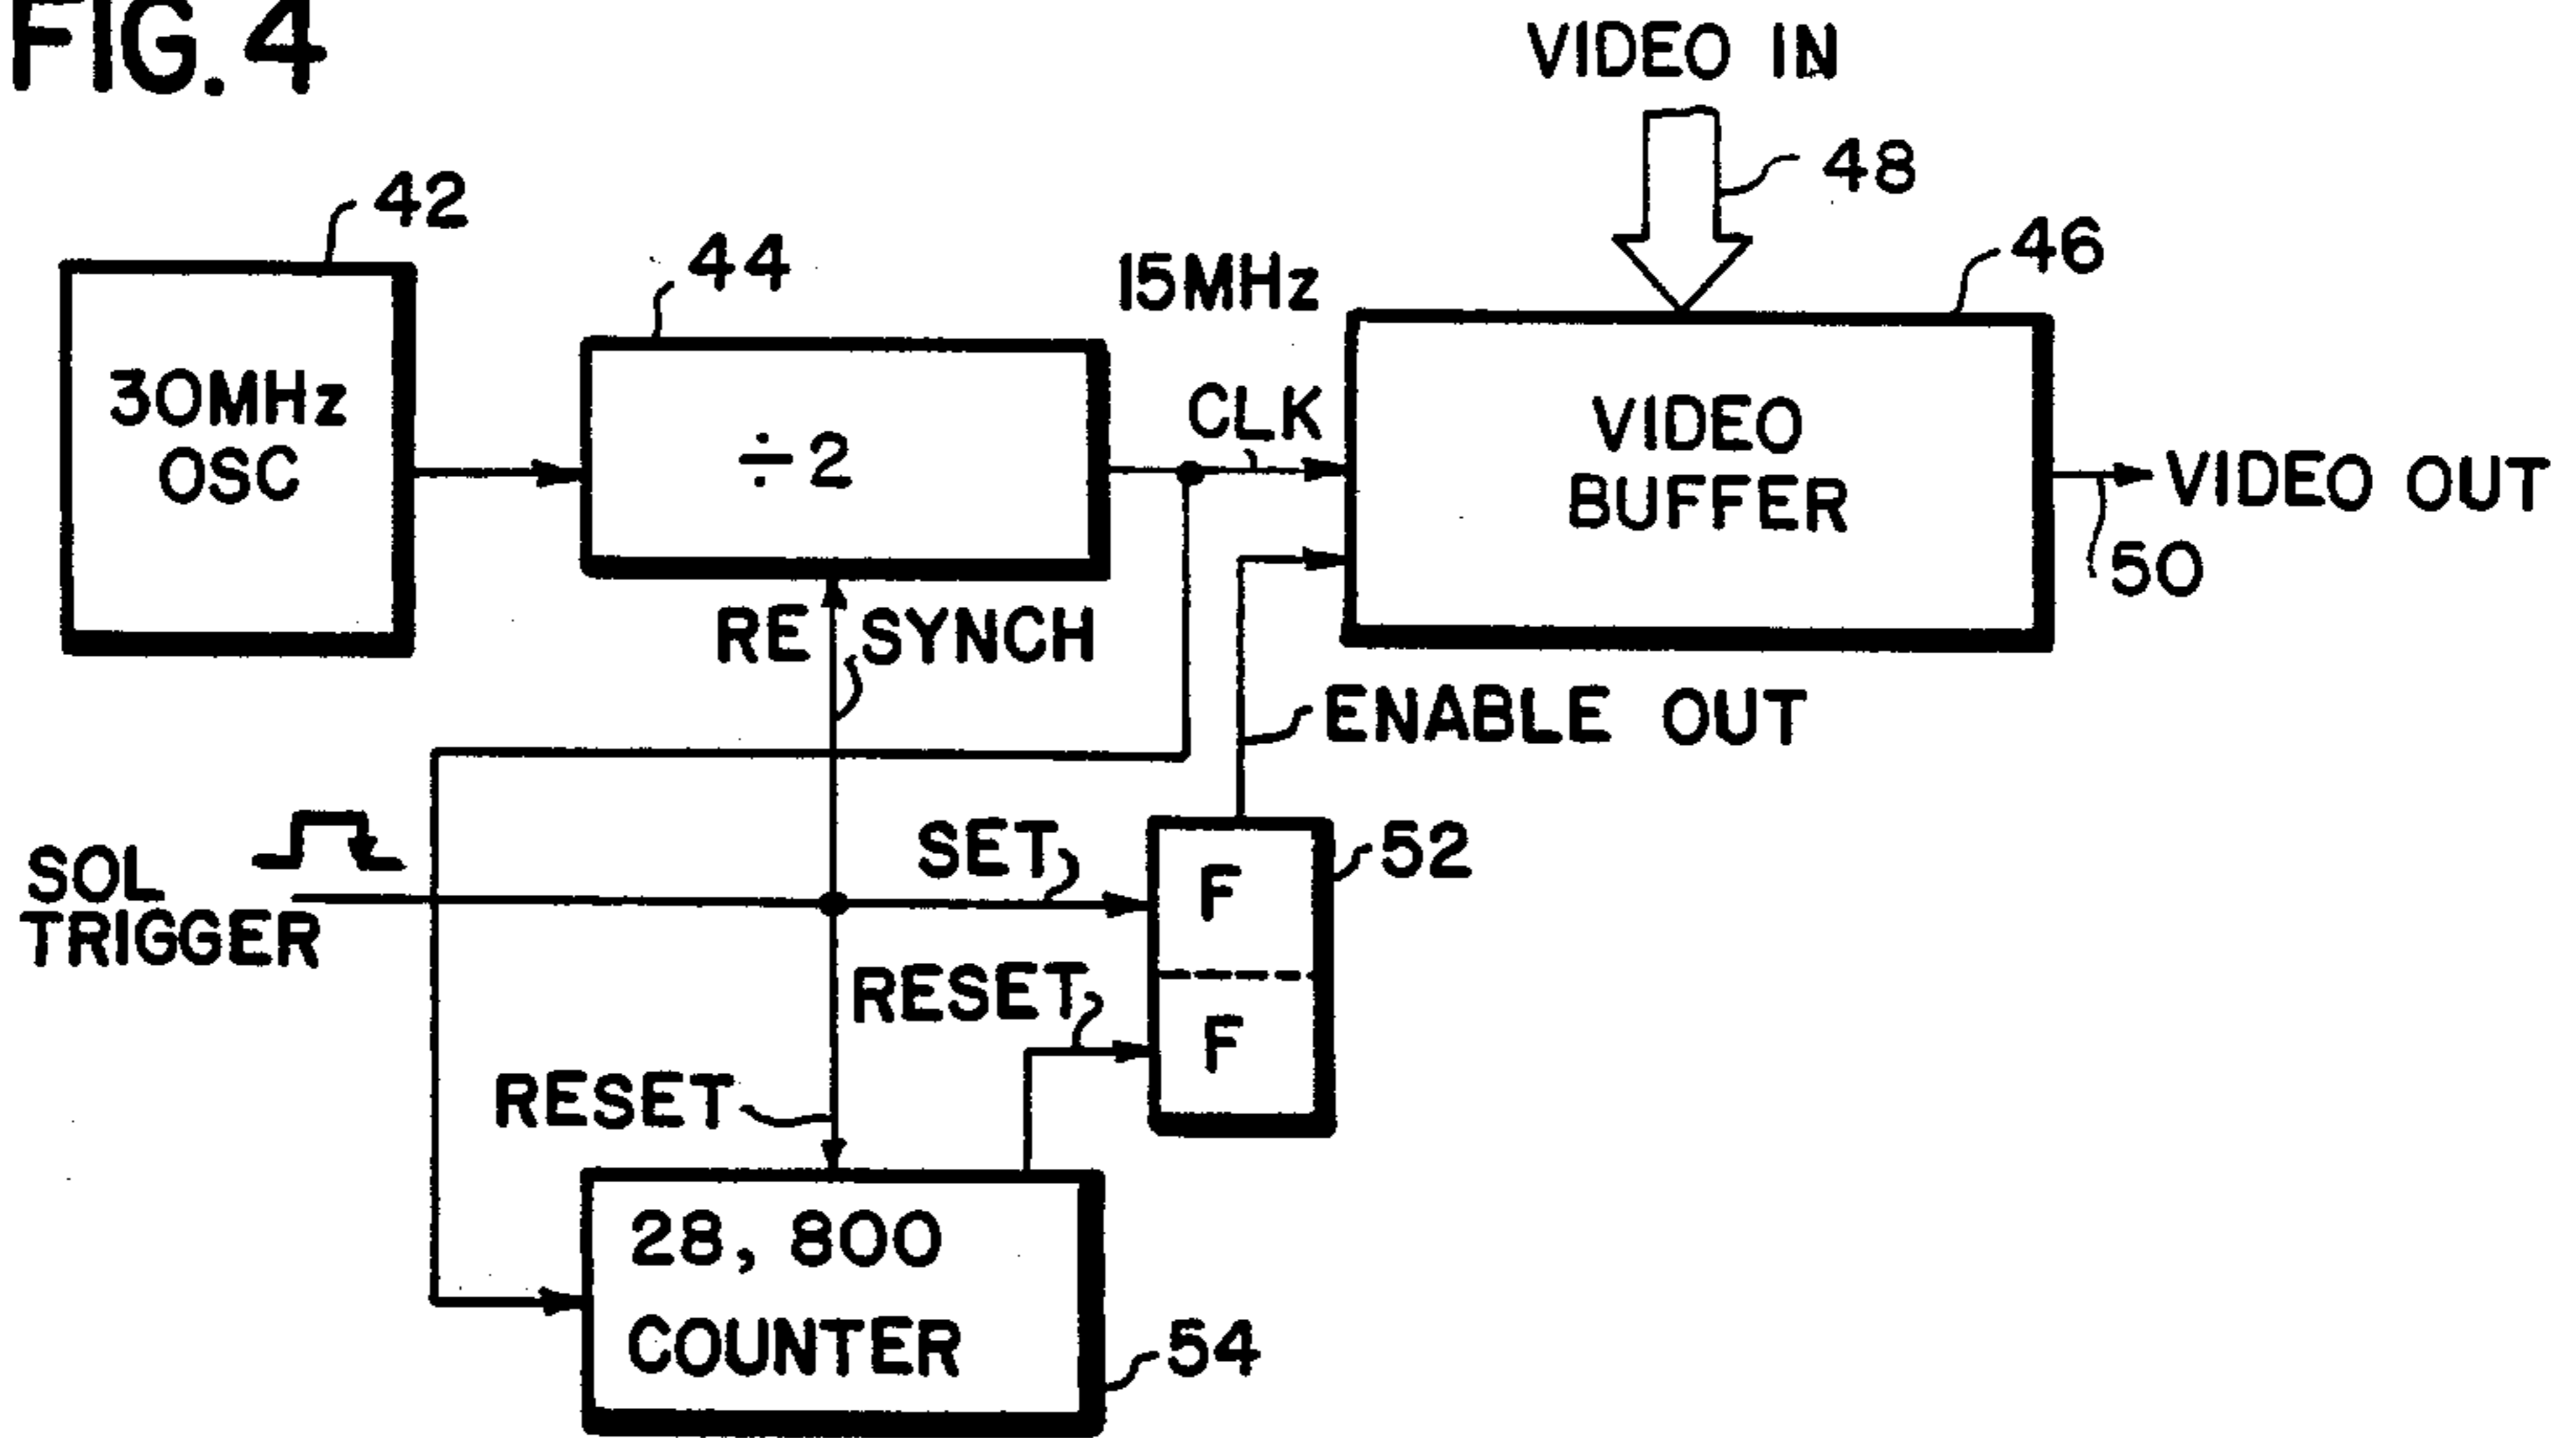 FIG. 4
VIDEO IN
48
42
44
15MHz
46
30MHz
OSC
÷2
CLK
VIDEO
BUFFER
VIDEO OUT
50
RE SYNCH
ENABLE OUT
SOL
TRIGGER
SET
52
F
RESET
F
RESET
28, 800
COUNTER
54